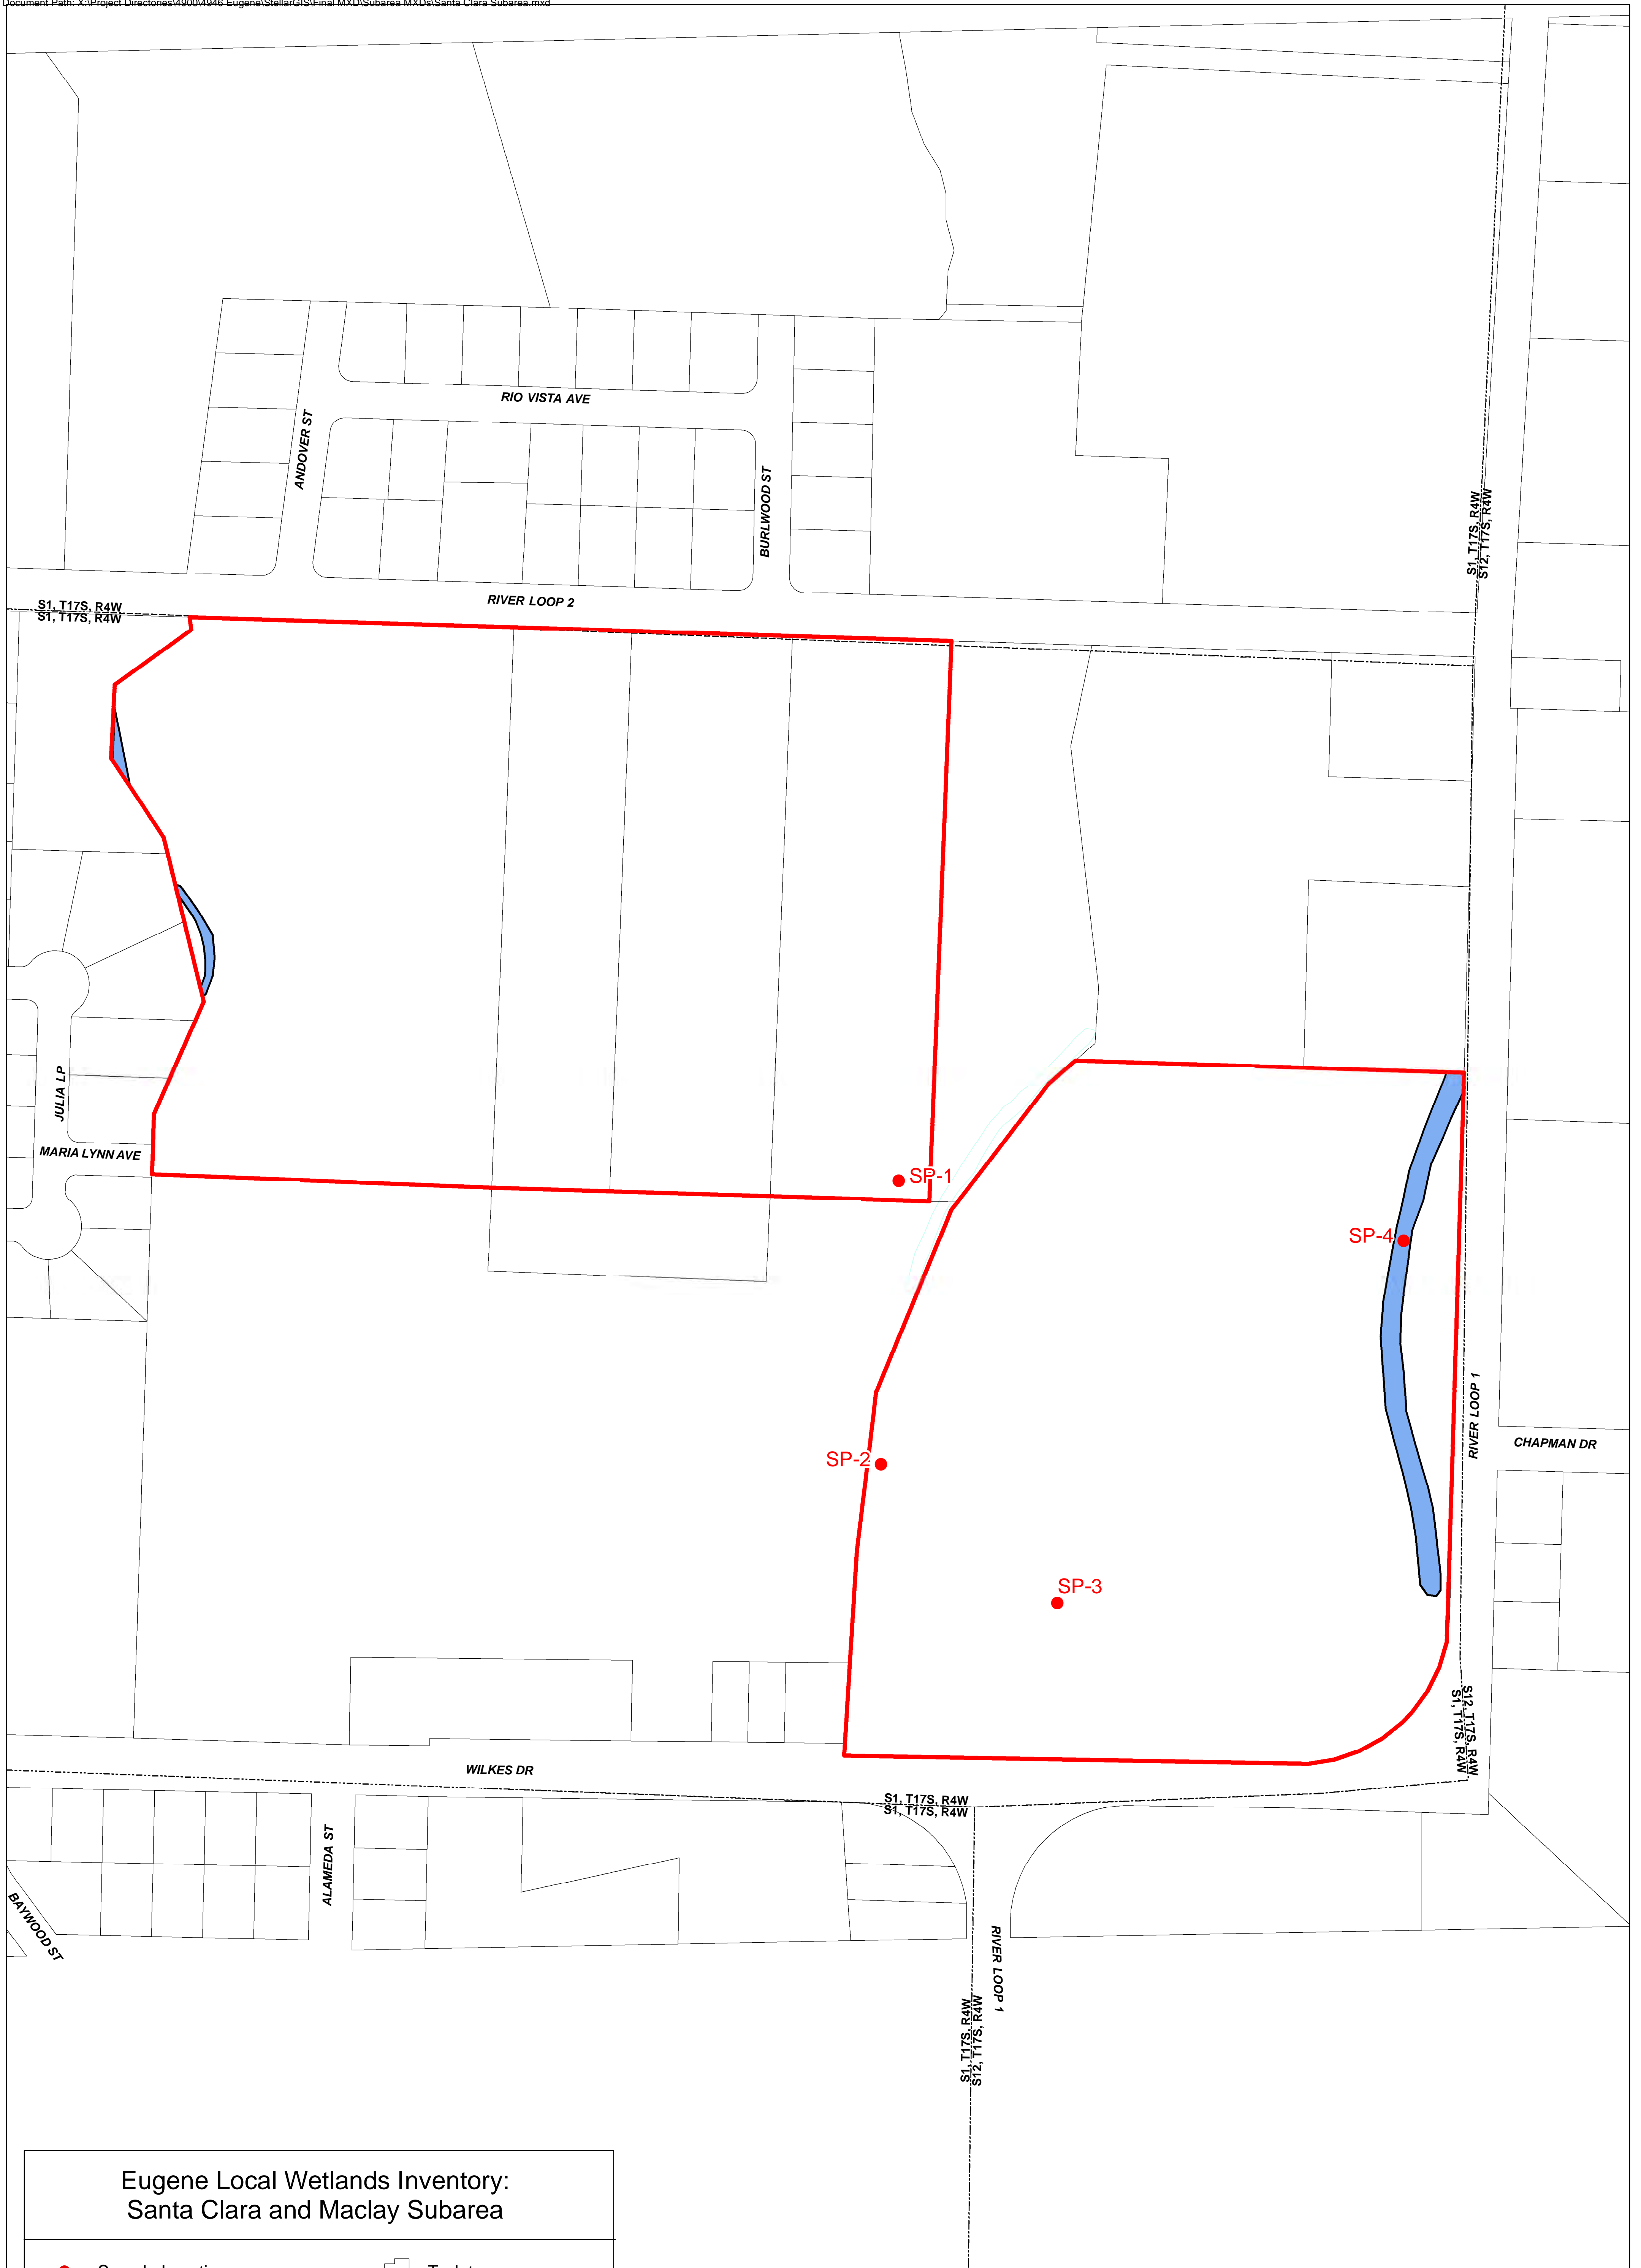 Document Path: X:\Project Directories\4900\4946 Eugene\StellarGIS\Final MXD\Subarea MXDs\Santa Clara Subarea.mxd
RIO VISTA AVE
ANDOVER ST
BURLWOOD ST
S1, T17S, R4W
S12, T17S, R4W
RIVER LOOP 2
S1, T17S, R4W
S1, T17S, R4W
JULIA LP
MARIA LYNN AVE
SP-1
SP-4
RIVER LOOP 1
CHAPMAN DR
SP-2
SP-3
S12, T17S, R4W
S1, T17S, R4W
WILKES DR
S1, T17S, R4W
S1, T17S, R4W
ALAMEDA ST
BAYWOOD ST
RIVER LOOP 1
S1, T17S, R4W
S12, T17S, R4W
Eugene Local Wetlands Inventory:
Santa Clara and Maclay Subarea